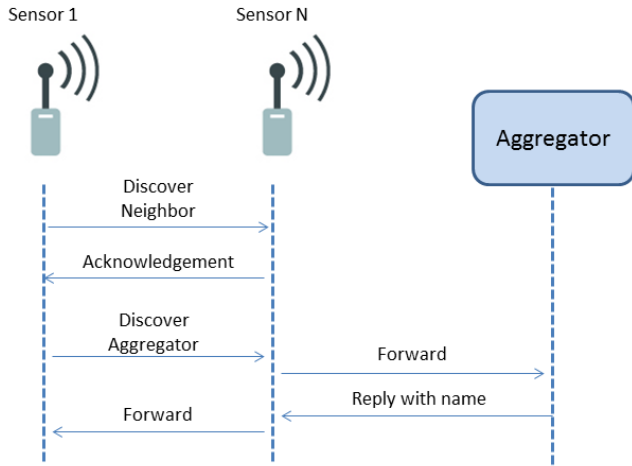 Sensor 1
Sensor N
Aggregator
Discover
Neighbor
Acknowledgement
Discover
Aggregator
Forward
Reply with name
Forward